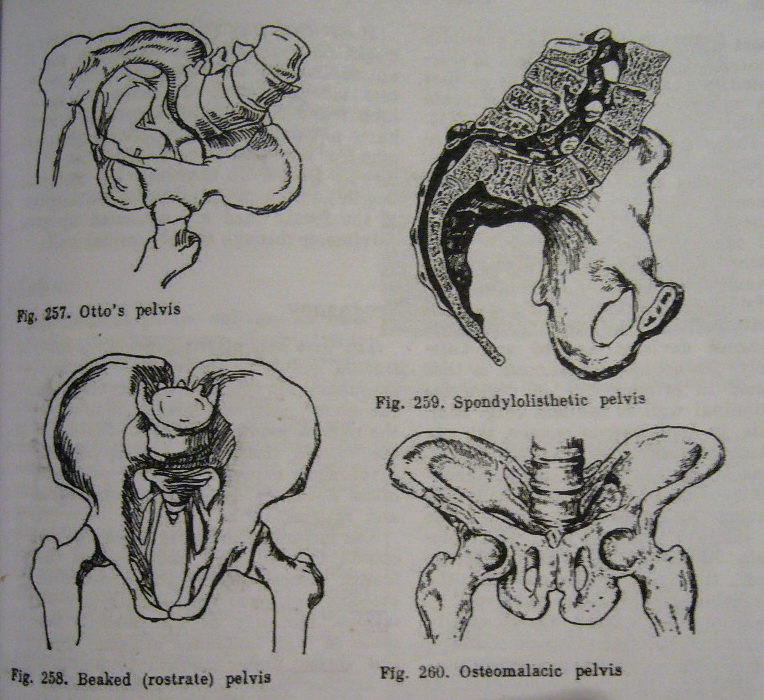 Fig. 257. Otto's pelvis
Fig. 259. Spondylolisthetic pelvis
Fig. 258. Beaked (rostrate) pelvis
Fig. 260. Osteomalacic pelvis